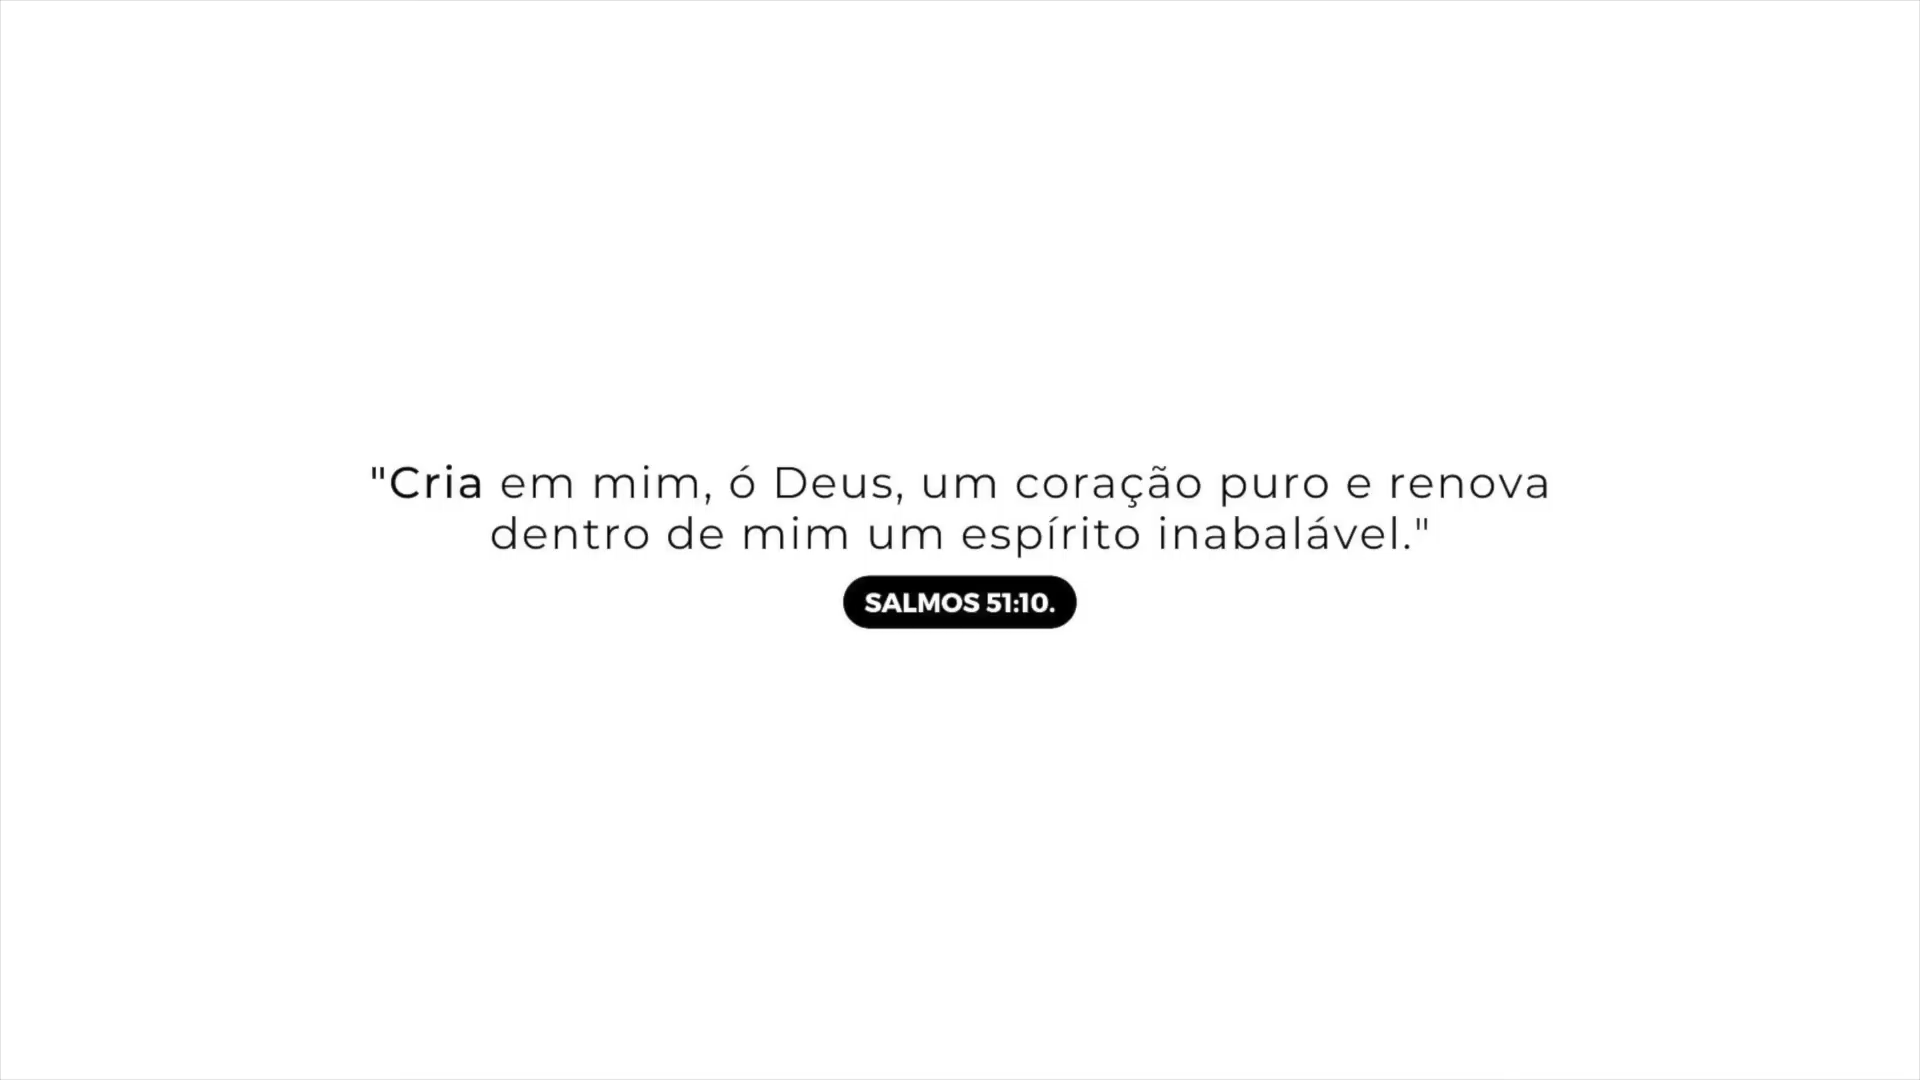 "Cria em mim, ó Deus, um coração puro e renova
dentro de mim um espírito inabalável."
SALMOS 51:10.